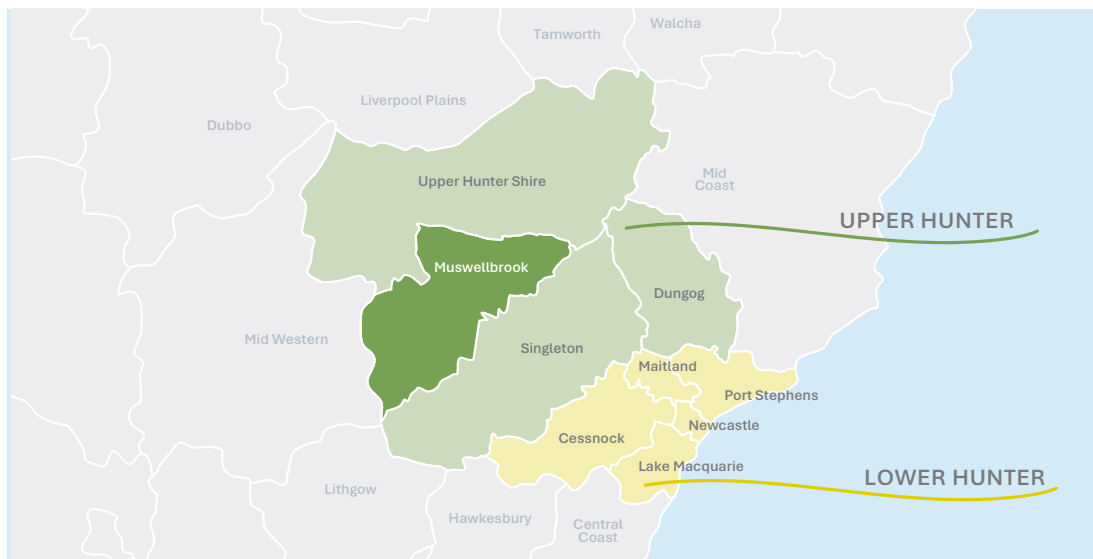 Walcha
Tamworth
Liverpool Plains
Dubbo
Upper Hunter Shire
Mid
Coast
UPPER HUNTER
Muswellbrook
Dungog
Mid Western
Singleton
Maitland
Port Stephens
Newcastle
Cessnock
Lake Macquarie
LOWER HUNTER
Lithgow
Hawkesbury
Central
Coast